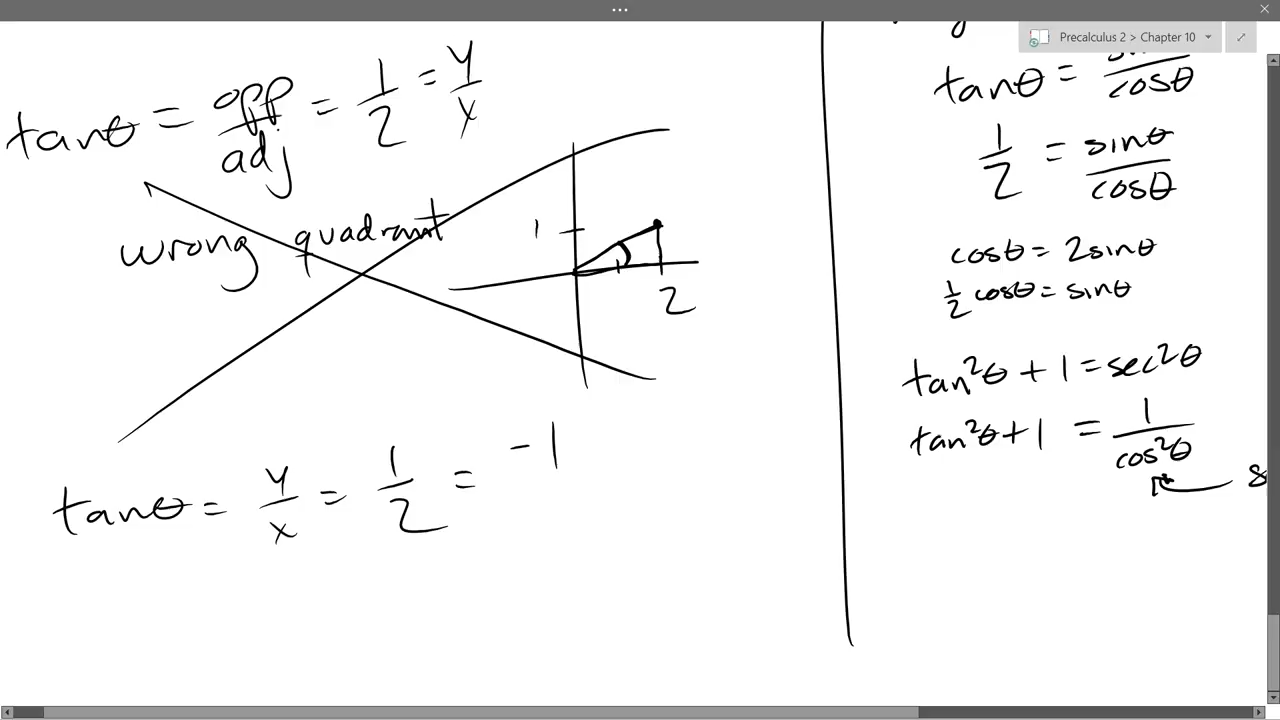 Precalculus 2 > Chapter 10
tanθ = opp/adj = 1/2 = y/x
wrong quadrant
1
2
tanθ = y/x = 1/2 = -1
tanθ = sinθ/cosθ
1/2 = sinθ/cosθ
cosθ = 2sinθ
1/2 cosθ = sinθ
tan²θ + 1 = sec²θ
tan²θ + 1 = 1/cos²θ